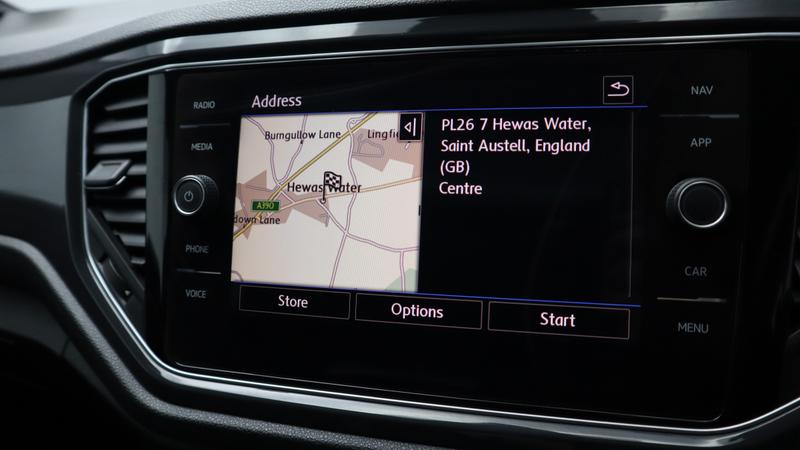 RADIO
MEDIA
PHONE
VOICE
Address
Burngullow Lane
Hewas Water
A390
down Lane
PL26 7 Hewas Water,
Saint Austell, England
(GB)
Centre
Store
Options
Start
NAV
APP
CAR
MENU